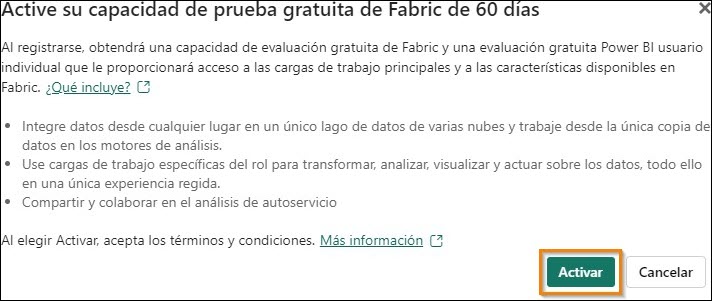 Active su capacidad de prueba gratuita de Fabric de 60 días
Al registrarse, obtendrá una capacidad de evaluación gratuita de Fabric y una evaluación gratuita Power BI usuario
individual que le proporcionará acceso a las cargas de trabajo principales y a las características disponibles en
Fabric. ¿Qué incluye?
• Integre datos desde cualquier lugar en un único lago de datos de varias nubes y trabaje desde la única copia de
datos en los motores de análisis.
• Use cargas de trabajo específicas del rol para transformar, analizar, visualizar y actuar sobre los datos, todo ello
en una única experiencia regida.
• Compartir y colaborar en el análisis de autoservicio
Al elegir Activar, acepta los términos y condiciones. Más información
Activar Cancelar